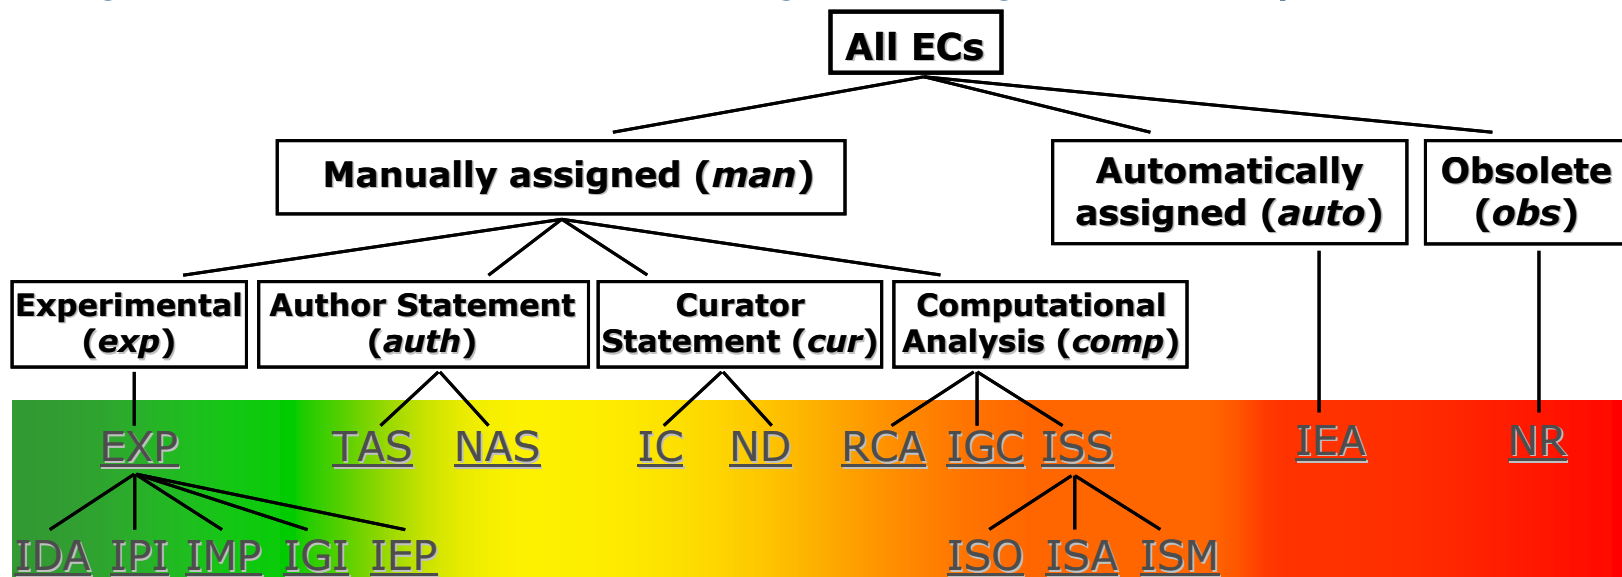 All ECs
Manually assigned (man)
Automatically
assigned (auto)
Obsolete
(obs)
Experimental
(exp)
Author Statement
(auth)
Curator
Statement (cur)
Computational
Analysis (comp)
EXP
TAS
NAS
IC
ND
RCA
IGC
ISS
IEA
NR
IDA
IPI
IMP
IGI
IEP
ISO
ISA
ISM